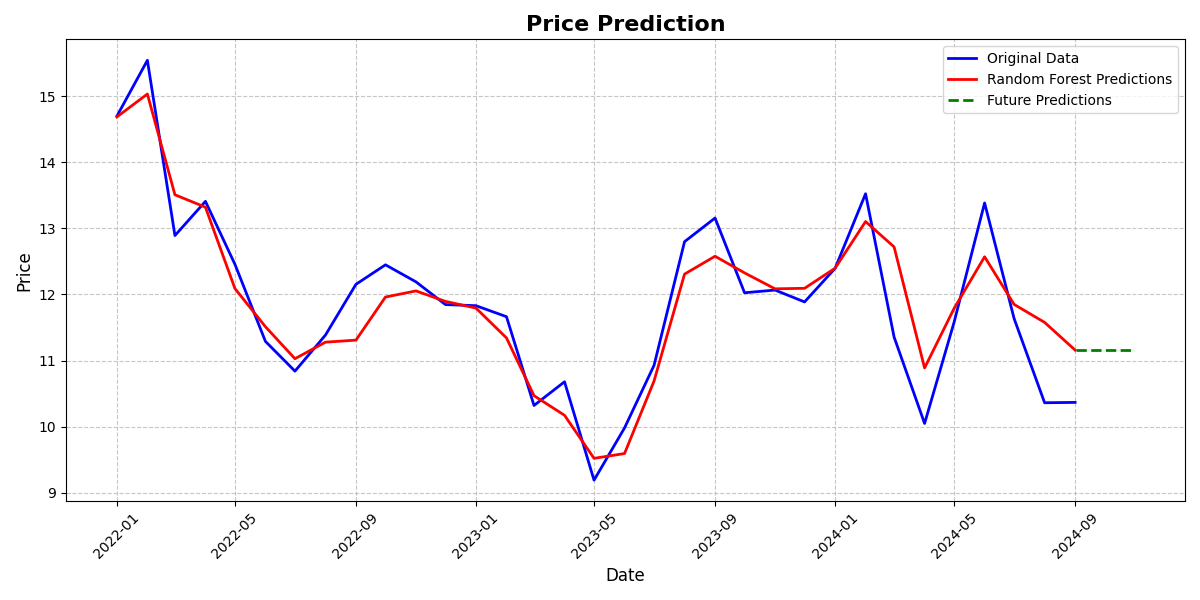 Price Prediction
Original Data
Random Forest Predictions
Future Predictions
Price
15
14
13
12
11
10
9
2022-01
2022-05
2022-09
2023-01
2023-05
2023-09
2024-01
2024-05
2024-09
Date